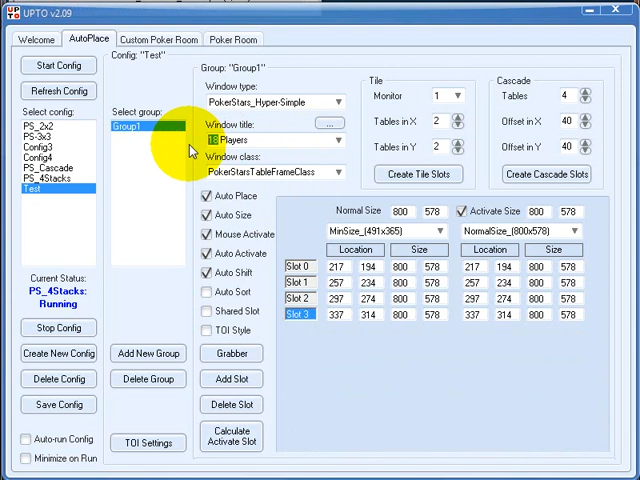 UP TO UPTO v2.09
Welcome AutoPlace Custom Poker Room Poker Room
Config: "Test"
Start Config
Refresh Config
Select config:
PS_2x2
PS-3x3
Config3
Config4
PS_Cascade
PS_4Stacks
Test
Current Status:
PS_4Stacks:
Running
Stop Config
Create New Config
Delete Config
Save Config
Auto-run Config
Minimize on Run
Select group:
Group1
Add New Group
Delete Group
TOI Settings
Group: "Group1"
Window type:
PokerStars_Hyper-Simple
Window title: ...
18 Players
Window class:
PokerStarsTableFrameClass
Tile
Monitor 1
Tables in X 2
Tables in Y 2
Create Tile Slots
Cascade
Tables 4
Offset in X 40
Offset in Y 40
Create Cascade Slots
Auto Place
Auto Size
Mouse Activate
Auto Activate
Auto Shift
Auto Sort
Shared Slot
TOI Style
Grabber
Add Slot
Delete Slot
Calculate
Activate Slot
Normal Size 800 578 Activate Size 800 578
MinSize_(491x365) NormalSize_(800x578)
Location Size Location Size
Slot 0 217 194 800 578 217 194 800 578
Slot 1 257 234 800 578 257 234 800 578
Slot 2 297 274 800 578 297 274 800 578
Slot 3 337 314 800 578 337 314 800 578